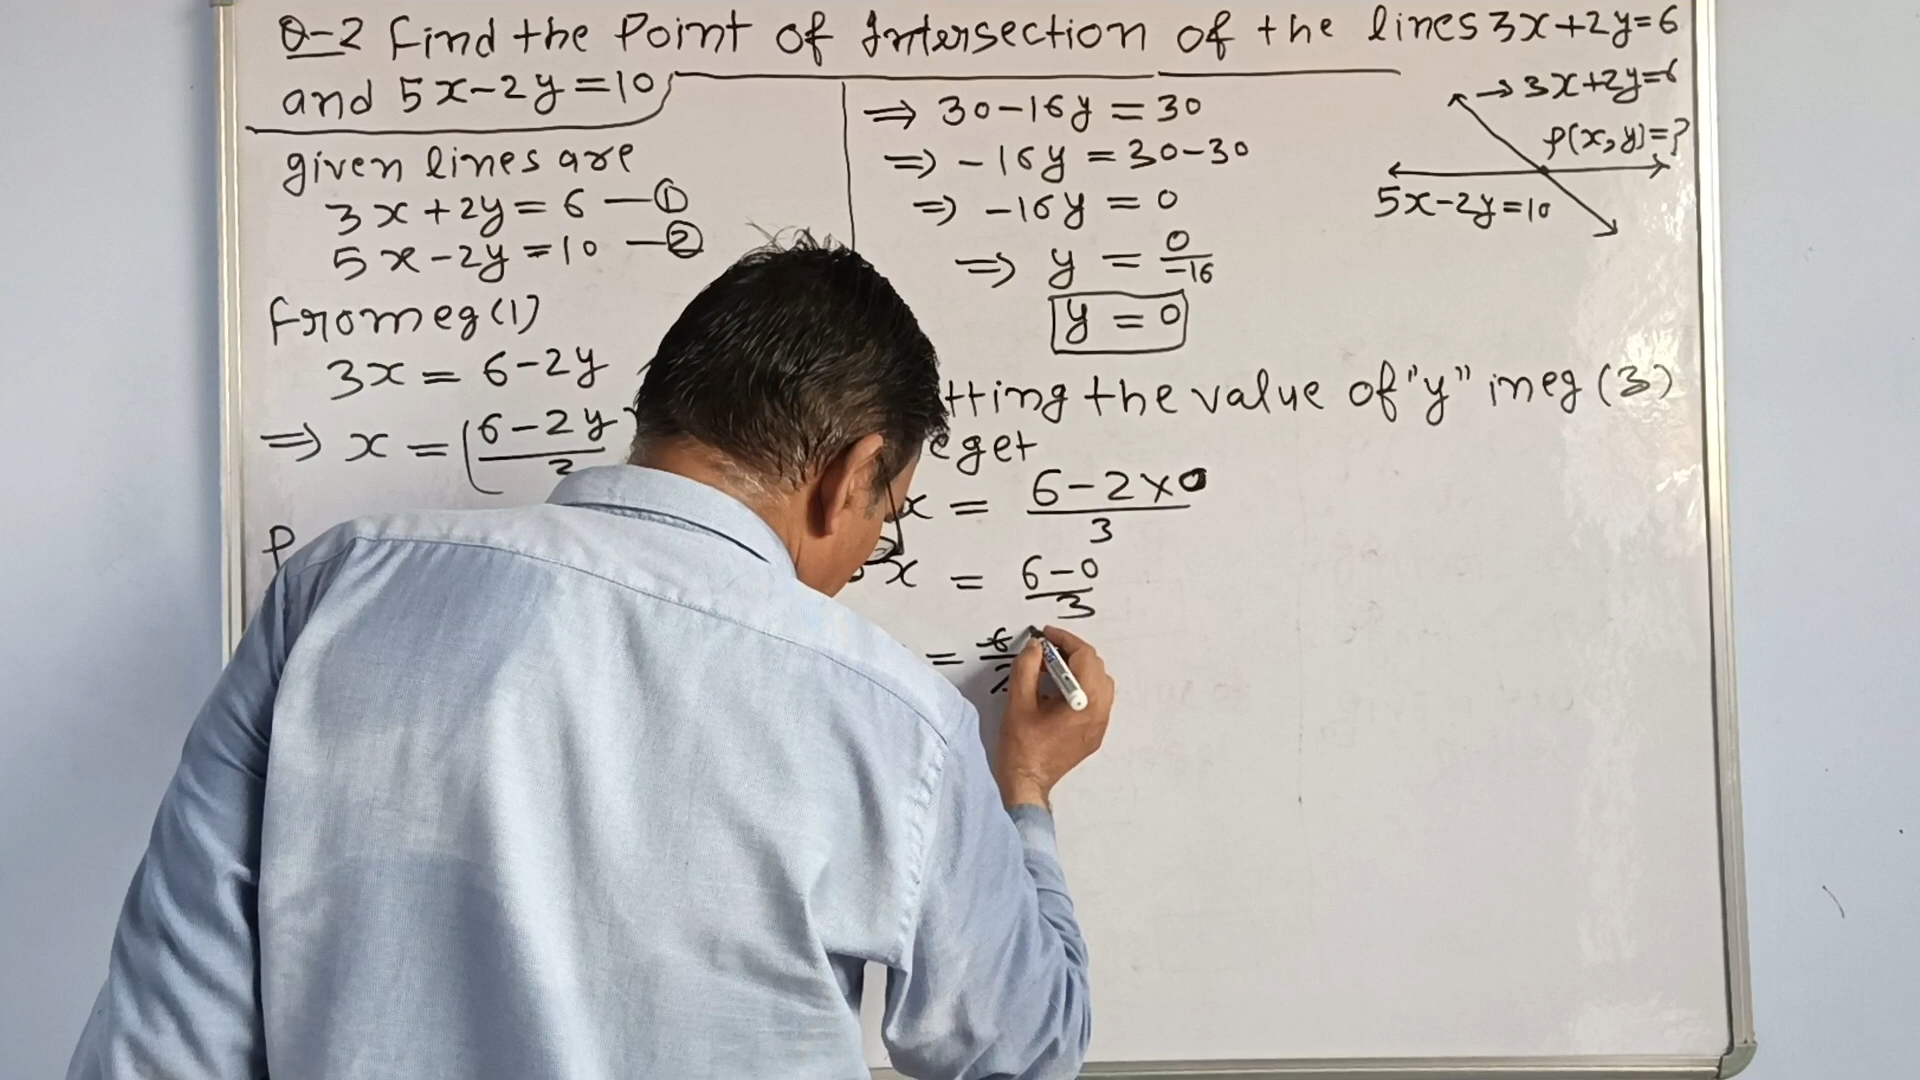 Q-2 Find the Point of Intersection of the lines 3x+2y=6
and 5x-2y=10
given lines are
3x+2y=6 —①
5x-2y=10 —②
From eq(1)
3x = 6-2y
⇒ x = (6-2y
⇒ 30-16y = 30
⇒ -16y = 30-30
⇒ -16y = 0
⇒ y = 0/-16
y = 0
the value of "y" in eq (3)
get
x = 6-2×0/3
x = 6-0/3
= 6
→3x+2y=6
P(x,y)=?
5x-2y=10